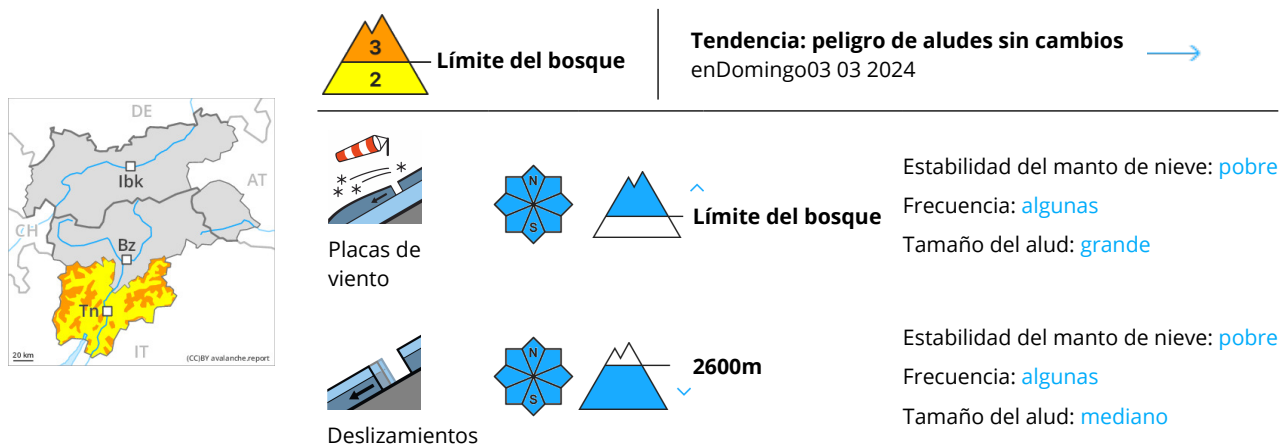 3
2
Límite del bosque
Tendencia: peligro de aludes sin cambios
enDomingo03 03 2024
DE
Ibk
AT
CH
Bz
Tn
IT
20 km
(CC)BY avalanche.report
Placas de
viento
N
S
Límite del bosque
Estabilidad del manto de nieve: pobre
Frecuencia: algunas
Tamaño del alud: grande
Deslizamientos
N
S
2600m
Estabilidad del manto de nieve: pobre
Frecuencia: algunas
Tamaño del alud: mediano